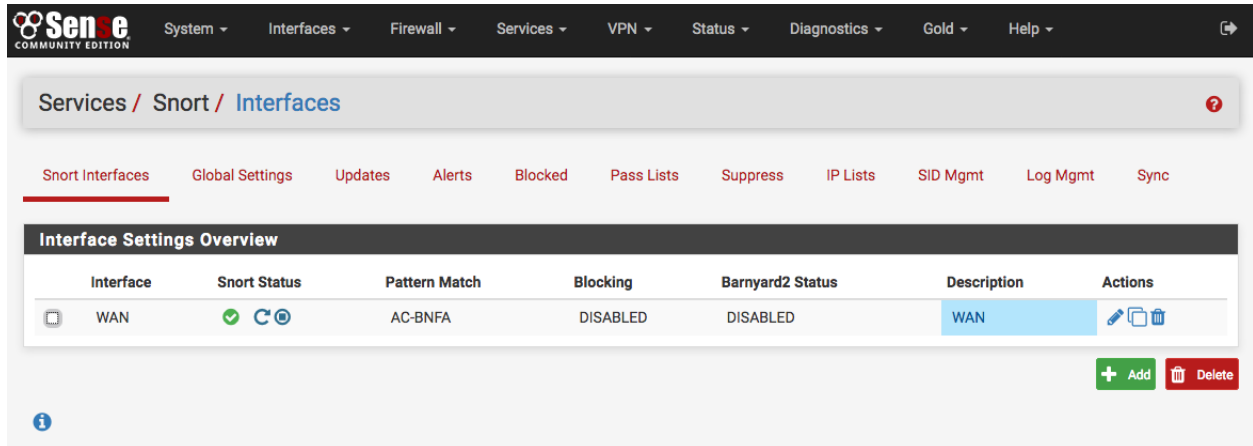 Sense
COMMUNITY EDITION
System Interfaces Firewall Services VPN Status Diagnostics Gold Help
Services / Snort / Interfaces
Snort Interfaces Global Settings Updates Alerts Blocked Pass Lists Suppress IP Lists SID Mgmt Log Mgmt Sync
Interface Settings Overview
Interface Snort Status Pattern Match Blocking Barnyard2 Status Description Actions
WAN AC-BNFA DISABLED DISABLED WAN
Add Delete